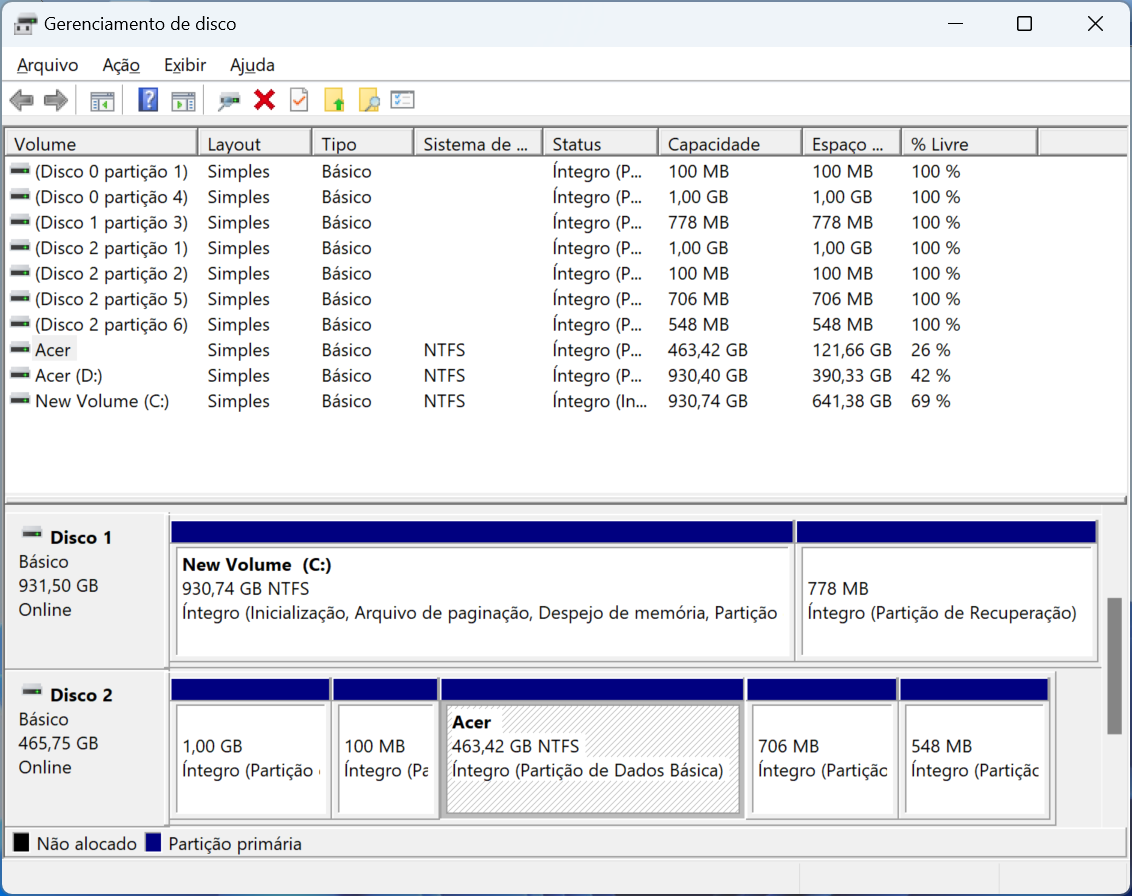 Gerenciamento de disco
Arquivo Ação Exibir Ajuda
Volume Layout Tipo Sistema de ... Status Capacidade Espaço ... % Livre
(Disco 0 partição 1) Simples Básico Íntegro (P... 100 MB 100 MB 100 %
(Disco 0 partição 4) Simples Básico Íntegro (P... 1,00 GB 1,00 GB 100 %
(Disco 1 partição 3) Simples Básico Íntegro (P... 778 MB 778 MB 100 %
(Disco 2 partição 1) Simples Básico Íntegro (P... 1,00 GB 1,00 GB 100 %
(Disco 2 partição 2) Simples Básico Íntegro (P... 100 MB 100 MB 100 %
(Disco 2 partição 5) Simples Básico Íntegro (P... 706 MB 706 MB 100 %
(Disco 2 partição 6) Simples Básico Íntegro (P... 548 MB 548 MB 100 %
Acer Simples Básico NTFS Íntegro (P... 463,42 GB 121,66 GB 26 %
Acer (D:) Simples Básico NTFS Íntegro (P... 930,40 GB 390,33 GB 42 %
New Volume (C:) Simples Básico NTFS Íntegro (In... 930,74 GB 641,38 GB 69 %
Disco 1
Básico
931,50 GB
Online
New Volume (C:)
930,74 GB NTFS
Íntegro (Inicialização, Arquivo de paginação, Despejo de memória, Partição
778 MB
Íntegro (Partição de Recuperação)
Disco 2
Básico
465,75 GB
Online
1,00 GB
Íntegro (Partição
100 MB
Íntegro (Pa
Acer
463,42 GB NTFS
Íntegro (Partição de Dados Básica)
706 MB
Íntegro (Partição
548 MB
Íntegro (Partição
Não alocado Partição primária